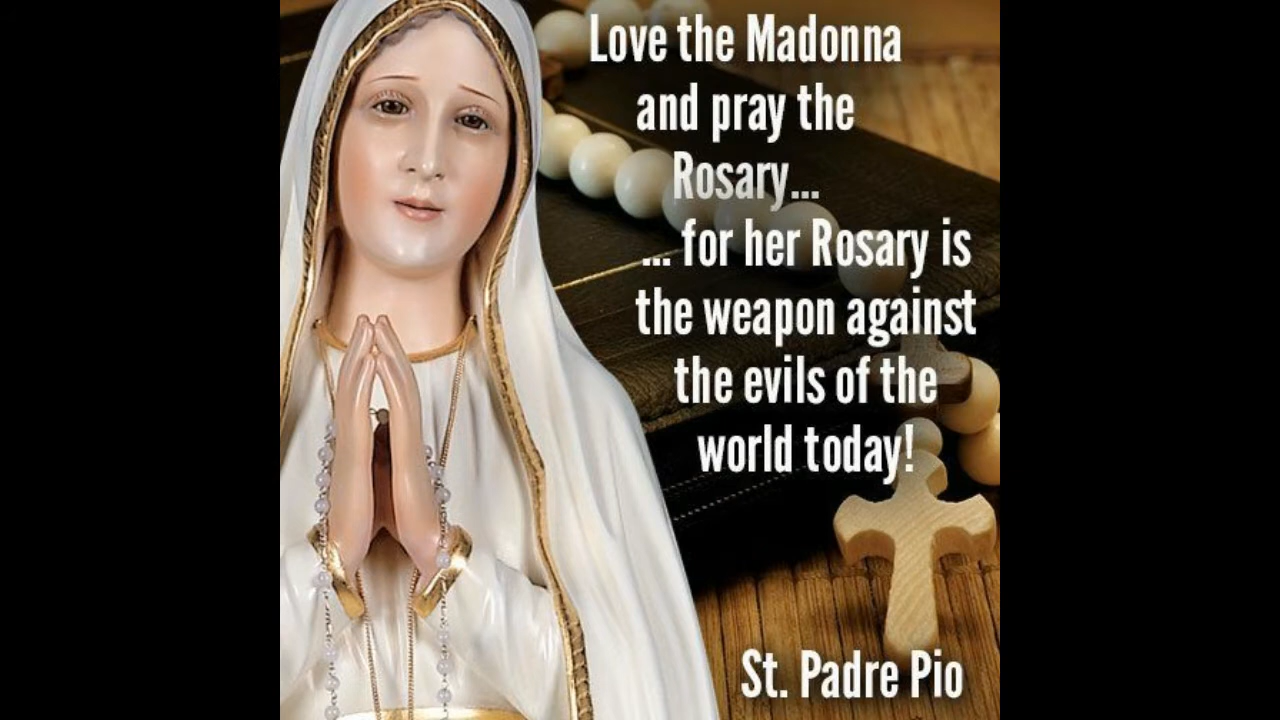 Love the Madonna
and pray the
Rosary...
... for her Rosary is
the weapon against
the evils of the
world today!
St. Padre Pio